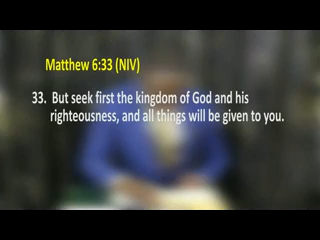 Matthew 6:33 (NIV)
33. But seek first the kingdom of God and his
righteousness, and all things will be given to you.